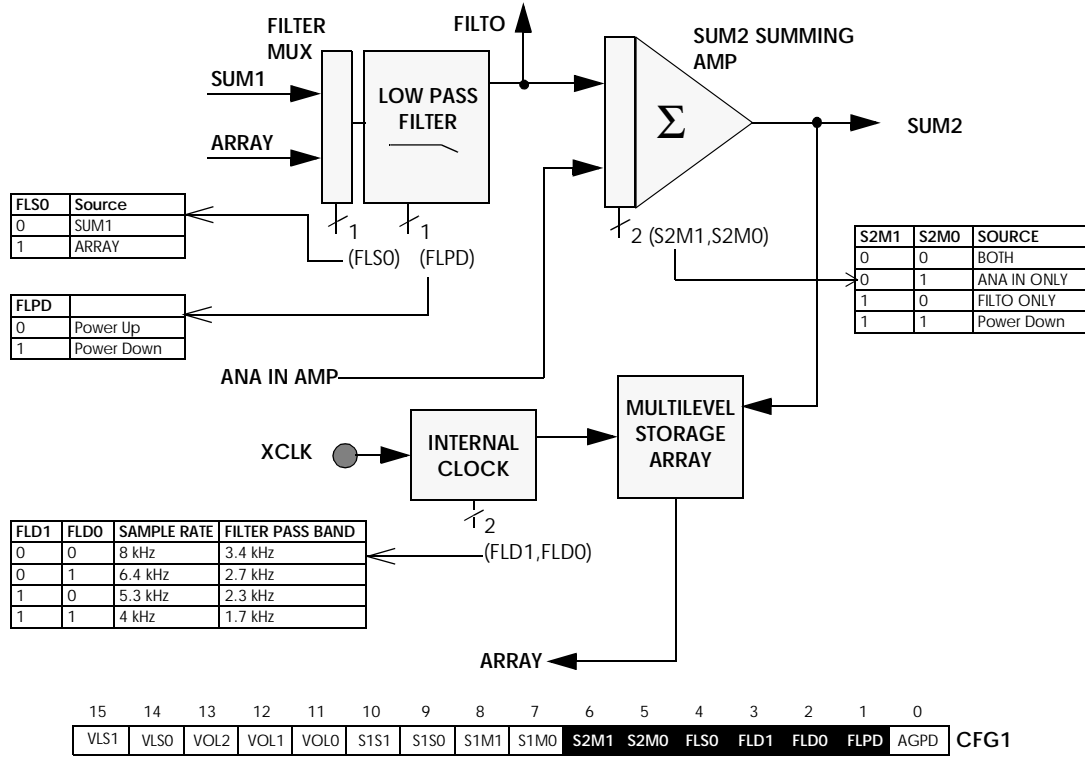 FILTER
MUX
FILTO
SUM2 SUMMING
AMP
SUM1
LOW PASS
FILTER
Σ
SUM2
ARRAY
FLS0 Source
0 SUM1
1 ARRAY
1
(FLS0)
1
(FLPD)
2 (S2M1,S2M0)
S2M1 S2M0 SOURCE
0 0 BOTH
0 1 ANA IN ONLY
1 0 FILTO ONLY
1 1 Power Down
FLPD
0 Power Up
1 Power Down
ANA IN AMP
MULTILEVEL
STORAGE
ARRAY
XCLK
INTERNAL
CLOCK
2
(FLD1,FLD0)
FLD1 FLD0 SAMPLE RATE FILTER PASS BAND
0 0 8 kHz 3.4 kHz
0 1 6.4 kHz 2.7 kHz
1 0 5.3 kHz 2.3 kHz
1 1 4 kHz 1.7 kHz
ARRAY
15 14 13 12 11 10 9 8 7 6 5 4 3 2 1 0
VLS1 VLS0 VOL2 VOL1 VOL0 S1S1 S1S0 S1M1 S1M0 S2M1 S2M0 FLS0 FLD1 FLD0 FLPD AGPD CFG1